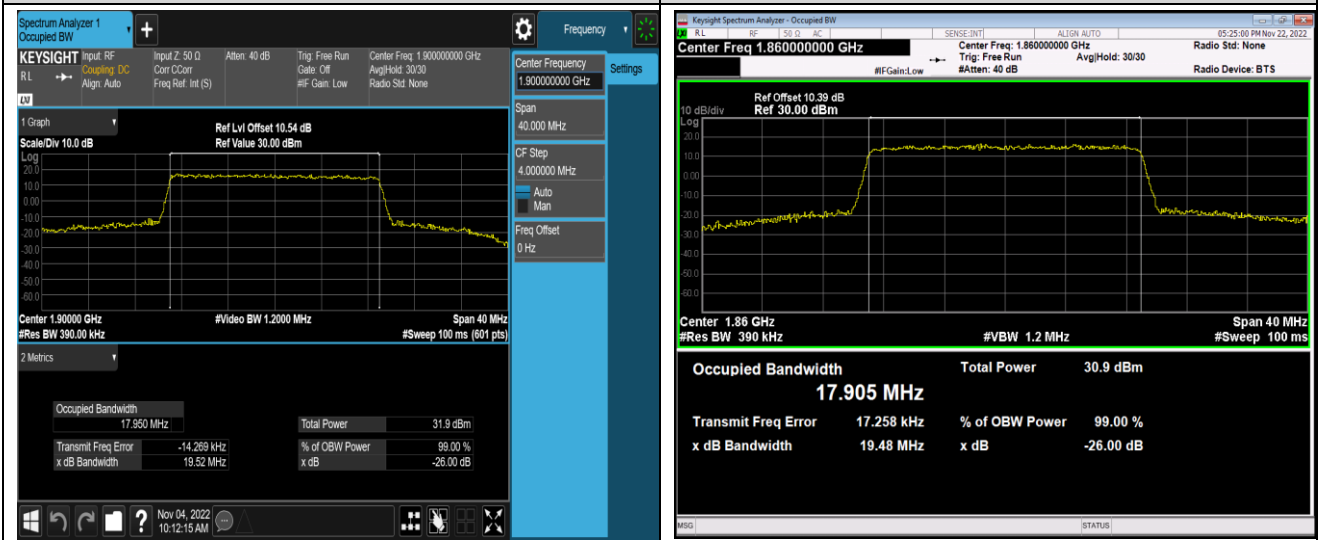 Spectrum Analyzer 1
Occupied BW
+
Frequency
KEYSIGHT
RL
LXI
Input: RF
Coupling: DC
Align: Auto
Input Z: 50 Ω
Corr CCorr
Freq Ref: Int (S)
Atten: 40 dB
Trig: Free Run
Gate: Off
#IF Gain: Low
Center Freq: 1.900000000 GHz
Avg|Hold: 30/30
Radio Std: None
Center Frequency
1.900000000 GHz
Settings
Span
40.000 MHz
CF Step
4.000000 MHz
Auto
Man
Freq Offset
0 Hz
1 Graph
Scale/Div 10.0 dB
Ref Lvl Offset 10.54 dB
Ref Value 30.00 dBm
Log
20.0
10.0
0.00
-10.0
-20.0
-30.0
-40.0
-50.0
-60.0
Center 1.90000 GHz
#Video BW 1.2000 MHz
Span 40 MHz
#Res BW 390.00 kHz
#Sweep 100 ms (601 pts)
2 Metrics
Occupied Bandwidth
17.950 MHz
Total Power 31.9 dBm
Transmit Freq Error -14.269 kHz
% of OBW Power 99.00 %
x dB Bandwidth 19.52 MHz
x dB -26.00 dB
?
Nov 04, 2022
10:12:15 AM
Keysight Spectrum Analyzer - Occupied BW
RL RF 50 Ω AC SENSE:INT ALIGN AUTO 05:25:00 PM Nov 22, 2022
Center Freq 1.860000000 GHz
Center Freq: 1.860000000 GHz
Radio Std: None
Trig: Free Run
Avg|Hold: 30/30
#IFGain:Low
#Atten: 40 dB
Radio Device: BTS
Ref Offset 10.39 dB
10 dB/div
Ref 30.00 dBm
Log
20.0
10.0
0.00
-10.0
-20.0
-30.0
-40.0
-50.0
-60.0
Center 1.86 GHz
Span 40 MHz
#Res BW 390 kHz
#VBW 1.2 MHz
#Sweep 100 ms
Occupied Bandwidth
17.905 MHz
Total Power 30.9 dBm
Transmit Freq Error 17.258 kHz
% of OBW Power 99.00 %
x dB Bandwidth 19.48 MHz
x dB -26.00 dB
MSG
STATUS